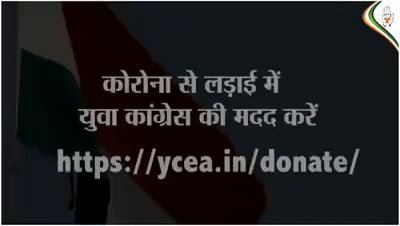 कोरोना से लड़ाई में
युवा कांग्रेस की मदद करें
https://ycea.in/donate/